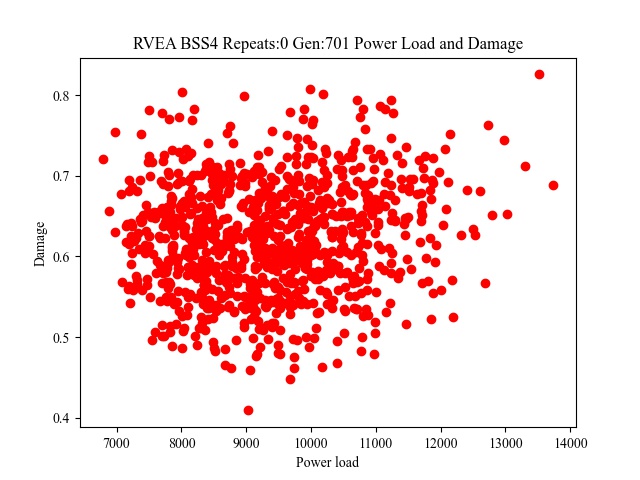 RVEA BSS4 Repeats:0 Gen:701 Power Load and Damage
0.8
0.7
0.6
0.5
0.4
Damage
7000 8000 9000 10000 11000 12000 13000 14000
Power load